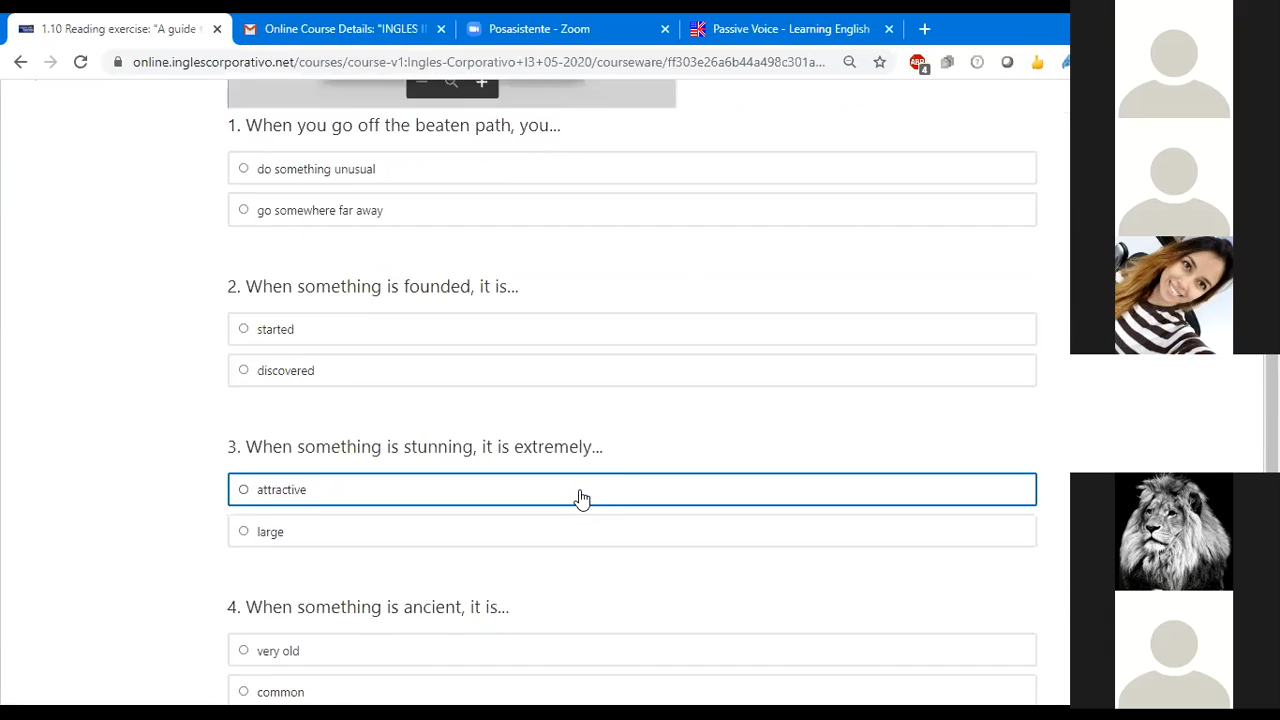 1.10 Reading exercise: "A guide t
Online Course Details: "INGLES II
Posasistente - Zoom
Passive Voice - Learning English
online.inglescorporativo.net/courses/course-v1:Ingles-Corporativo+I3+05-2020/courseware/ff303e26a6b44a498c301a...
ABP
4
1. When you go off the beaten path, you...
do something unusual
go somewhere far away
2. When something is founded, it is...
started
discovered
3. When something is stunning, it is extremely...
attractive
large
4. When something is ancient, it is...
very old
common